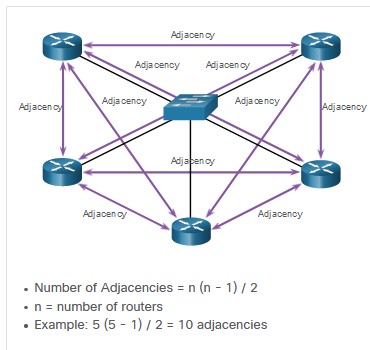 Adjacency
Adjacency
Adjacency
Adjacency
Adjacency
Adjacency
Adjacency
Adjacency
Adjacency
Adjacency
• Number of Adjacencies = n (n - 1) / 2
• n = number of routers
• Example: 5 (5 - 1) / 2 = 10 adjacencies